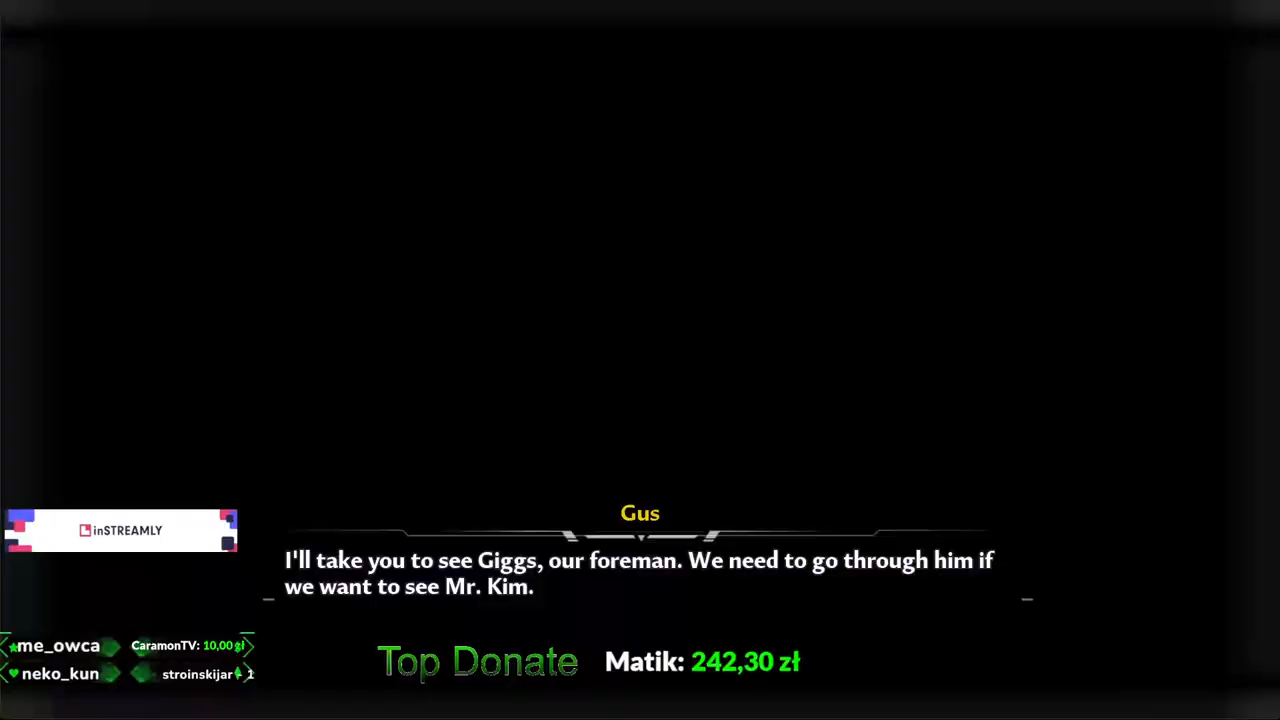 Gus
inSTREAMLY
I'll take you to see Giggs, our foreman. We need to go through him if
we want to see Mr. Kim.
me_owca
CaramonTV: 10,00 zł
neko_kun
stroinskijar
1
Top Donate
Matik: 242,30 zł